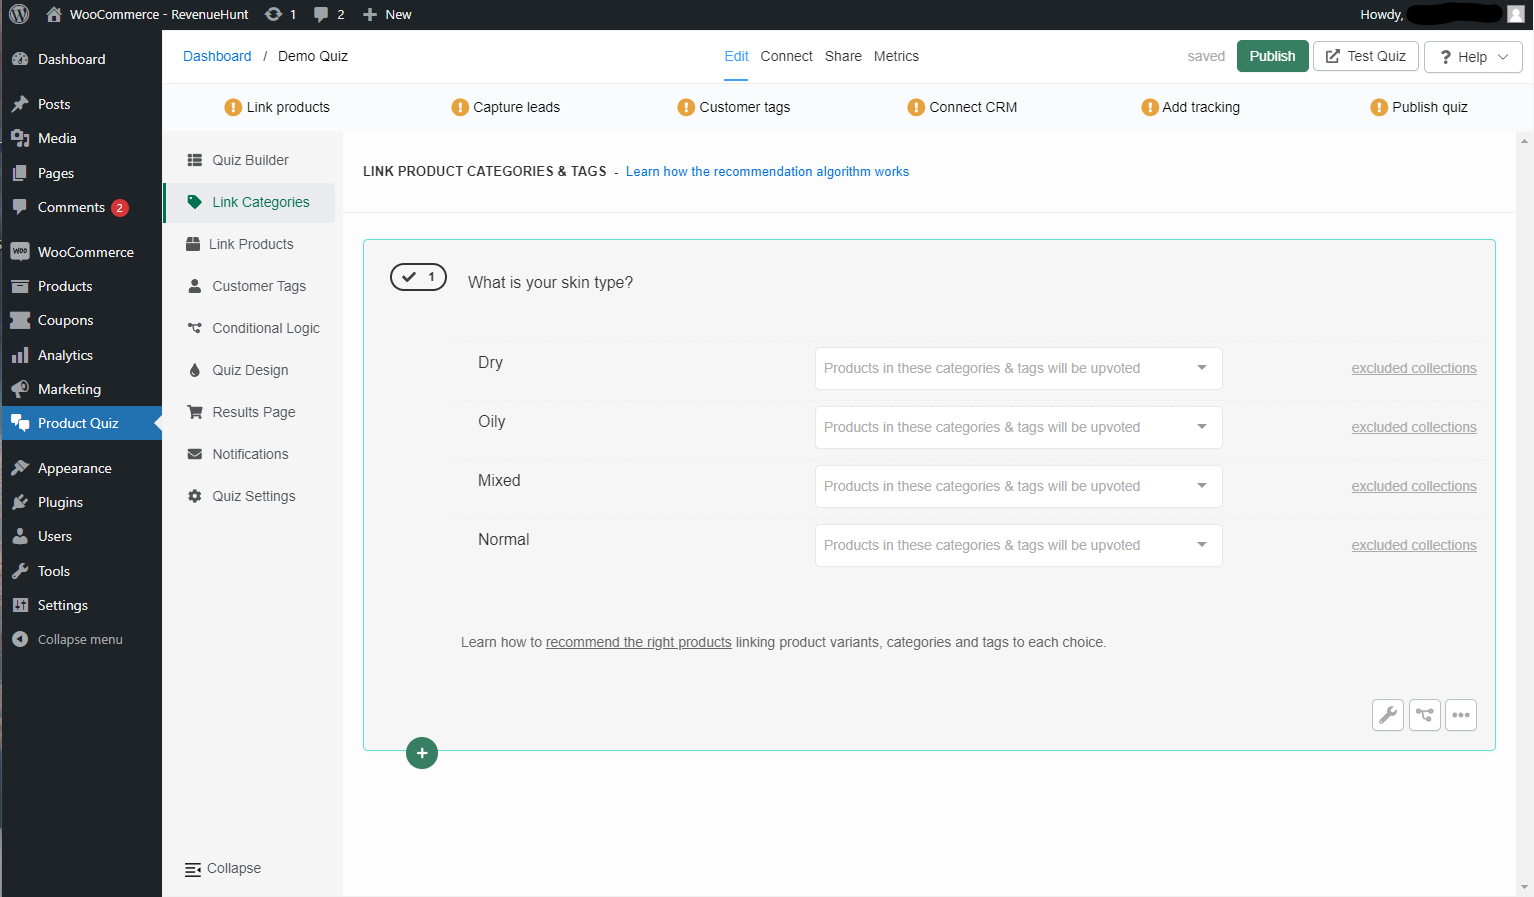 WooCommerce - RevenueHunt 1 2 New Howdy,
Dashboard
Posts
Media
Pages
Comments 2
WooCommerce
Products
Coupons
Analytics
Marketing
Product Quiz
Appearance
Plugins
Users
Tools
Settings
Collapse menu
Dashboard / Demo Quiz Edit Connect Share Metrics saved Publish Test Quiz ? Help
! Link products ! Capture leads ! Customer tags ! Connect CRM ! Add tracking ! Publish quiz
Quiz Builder
Link Categories
Link Products
Customer Tags
Conditional Logic
Quiz Design
Results Page
Notifications
Quiz Settings
Collapse
LINK PRODUCT CATEGORIES & TAGS - Learn how the recommendation algorithm works
1 What is your skin type?
Dry Products in these categories & tags will be upvoted excluded collections
Oily Products in these categories & tags will be upvoted excluded collections
Mixed Products in these categories & tags will be upvoted excluded collections
Normal Products in these categories & tags will be upvoted excluded collections
Learn how to recommend the right products linking product variants, categories and tags to each choice.